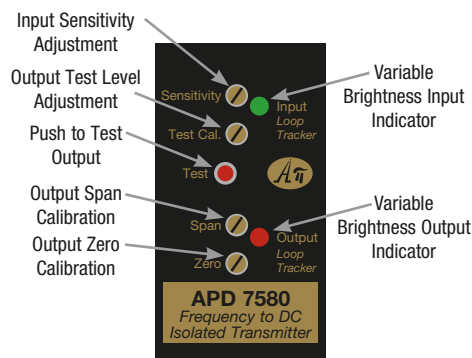 Input Sensitivity
Adjustment
Output Test Level
Adjustment
Push to Test
Output
Output Span
Calibration
Output Zero
Calibration
Sensitivity
Input
Loop
Tracker
Test Cal.
Test
Aπ
Span
Output
Loop
Tracker
Zero
APD 7580
Frequency to DC
Isolated Transmitter
Variable
Brightness Input
Indicator
Variable
Brightness Output
Indicator